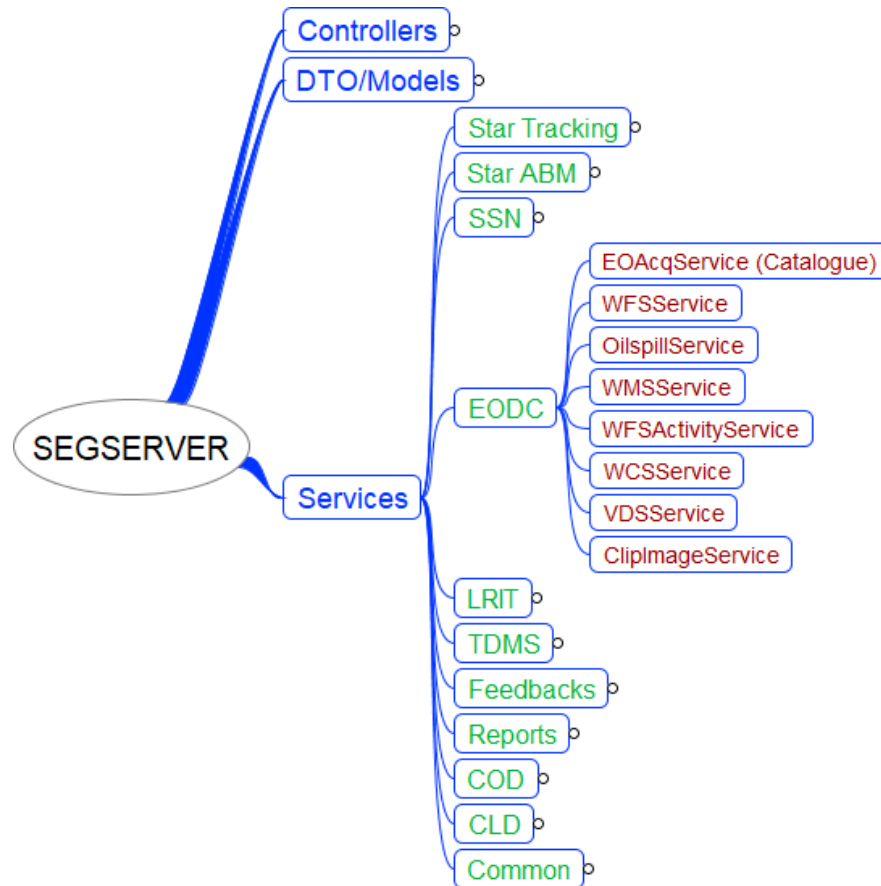 Controllers
DTO/Models
Star Tracking
Star ABM
SSN
EOAcqService (Catalogue)
WFSService
OilspillService
WMSService
EODC
WFSActivityService
SEGSERVER
WCSService
Services
VDSService
ClipImageService
LRIT
TDMS
Feedbacks
Reports
COD
CLD
Common